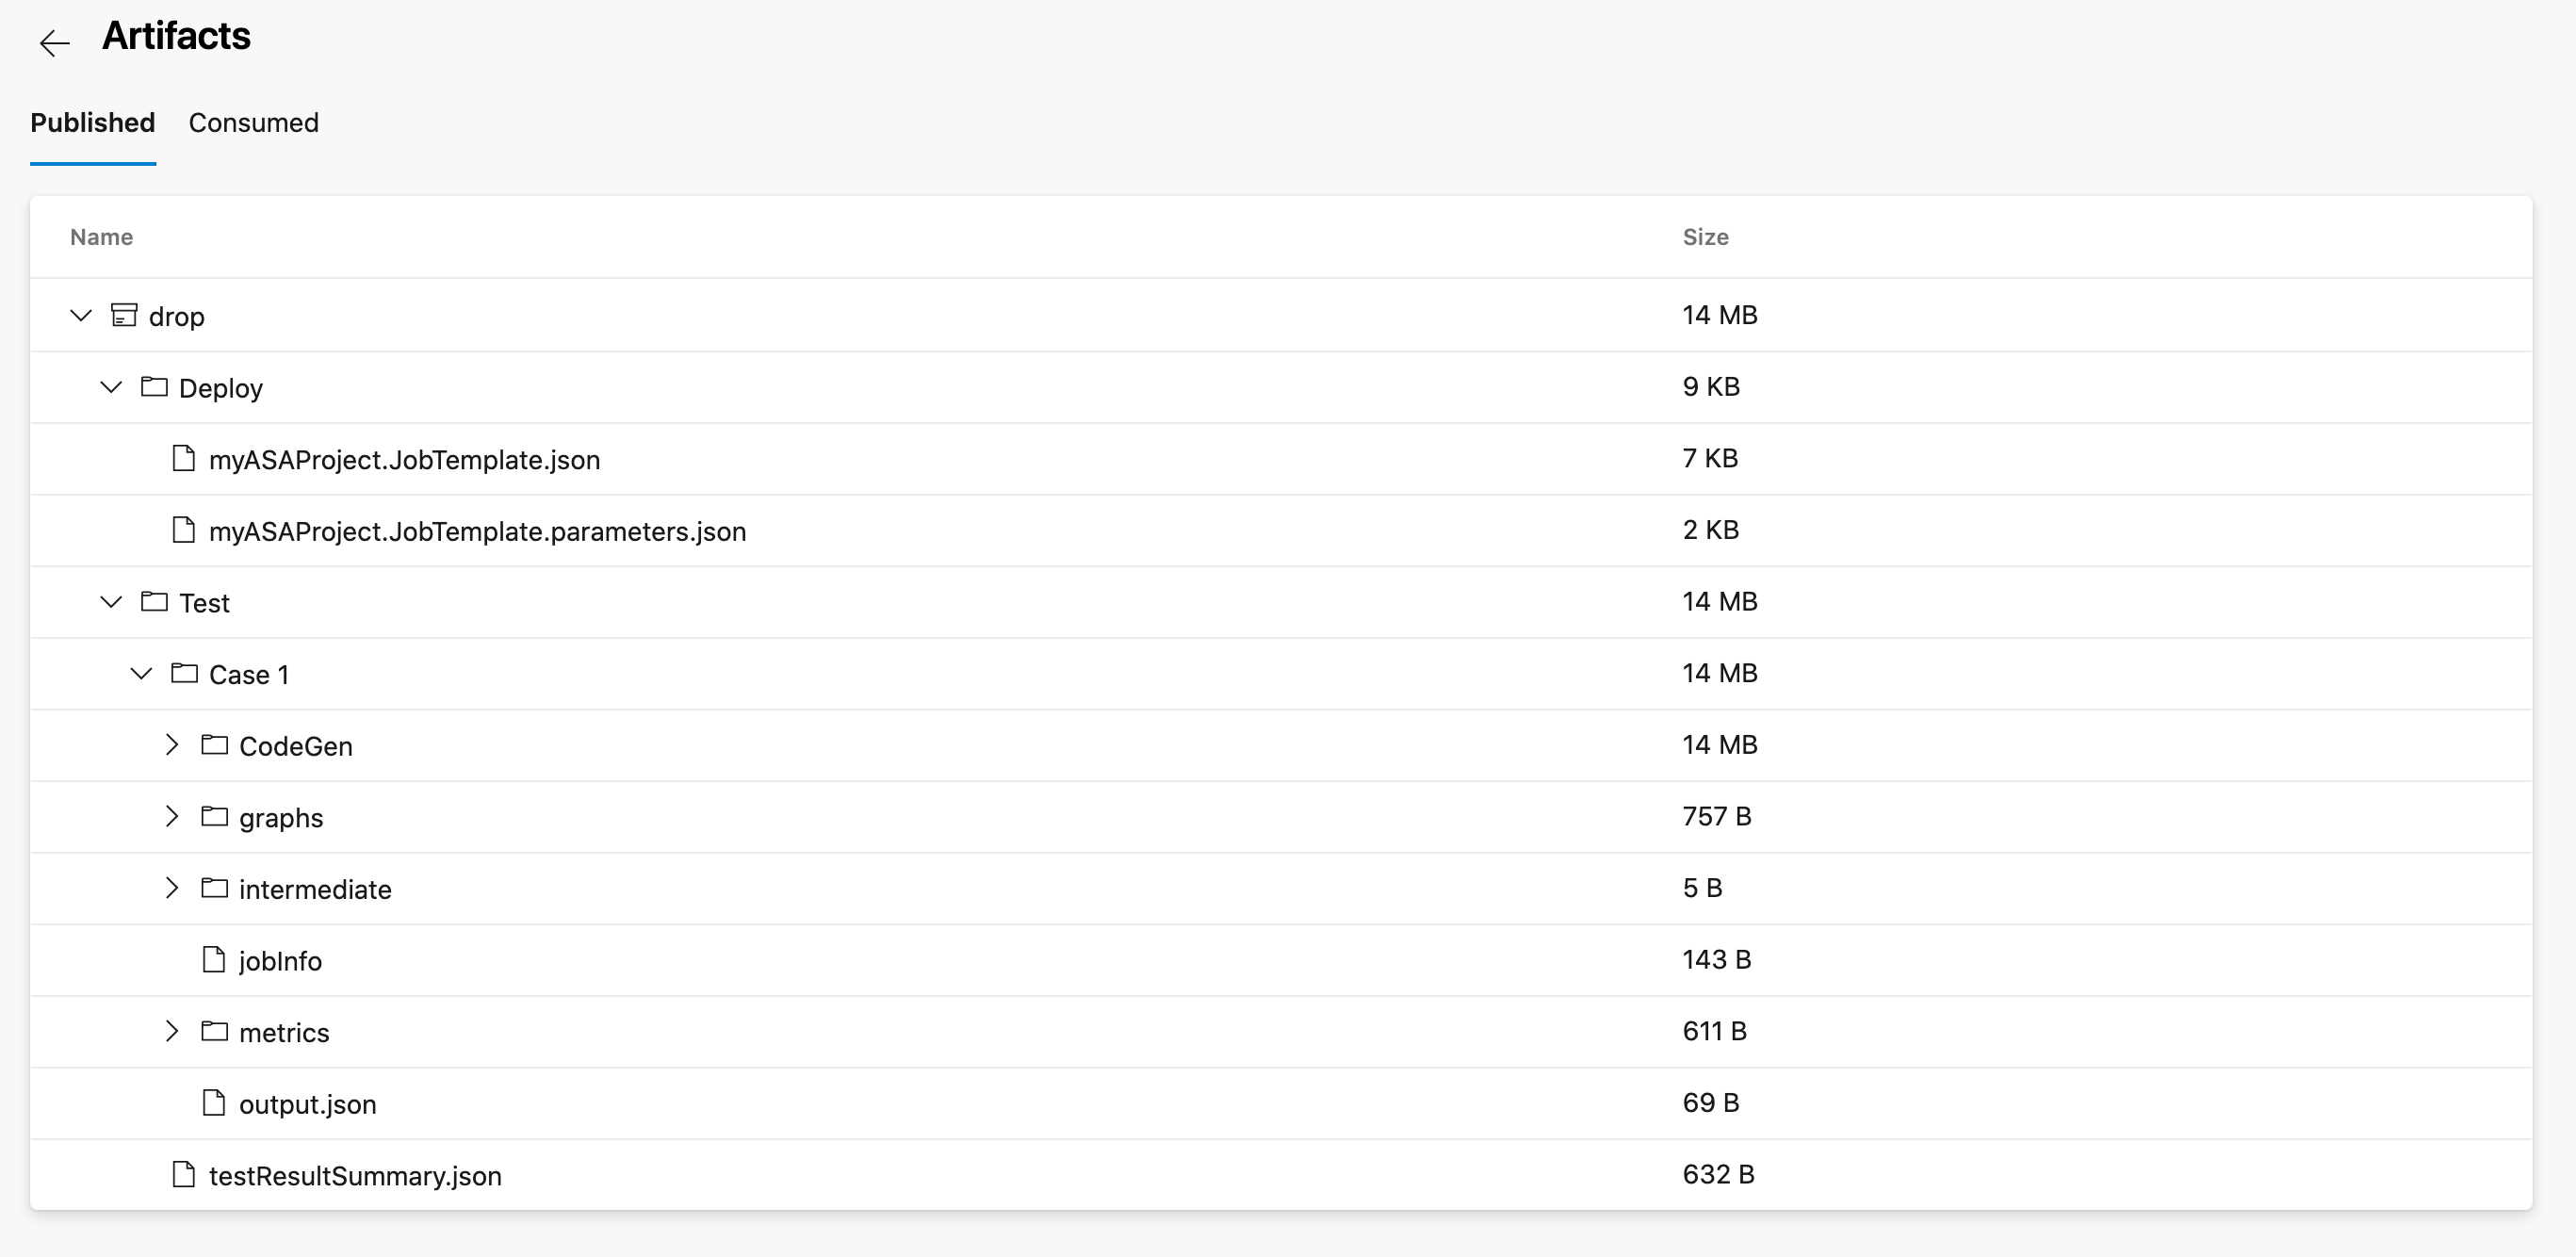 Artifacts
Published Consumed
Name Size
drop 14 MB
Deploy 9 KB
myASAProject.JobTemplate.json 7 KB
myASAProject.JobTemplate.parameters.json 2 KB
Test 14 MB
Case 1 14 MB
CodeGen 14 MB
graphs 757 B
intermediate 5 B
jobInfo 143 B
metrics 611 B
output.json 69 B
testResultSummary.json 632 B